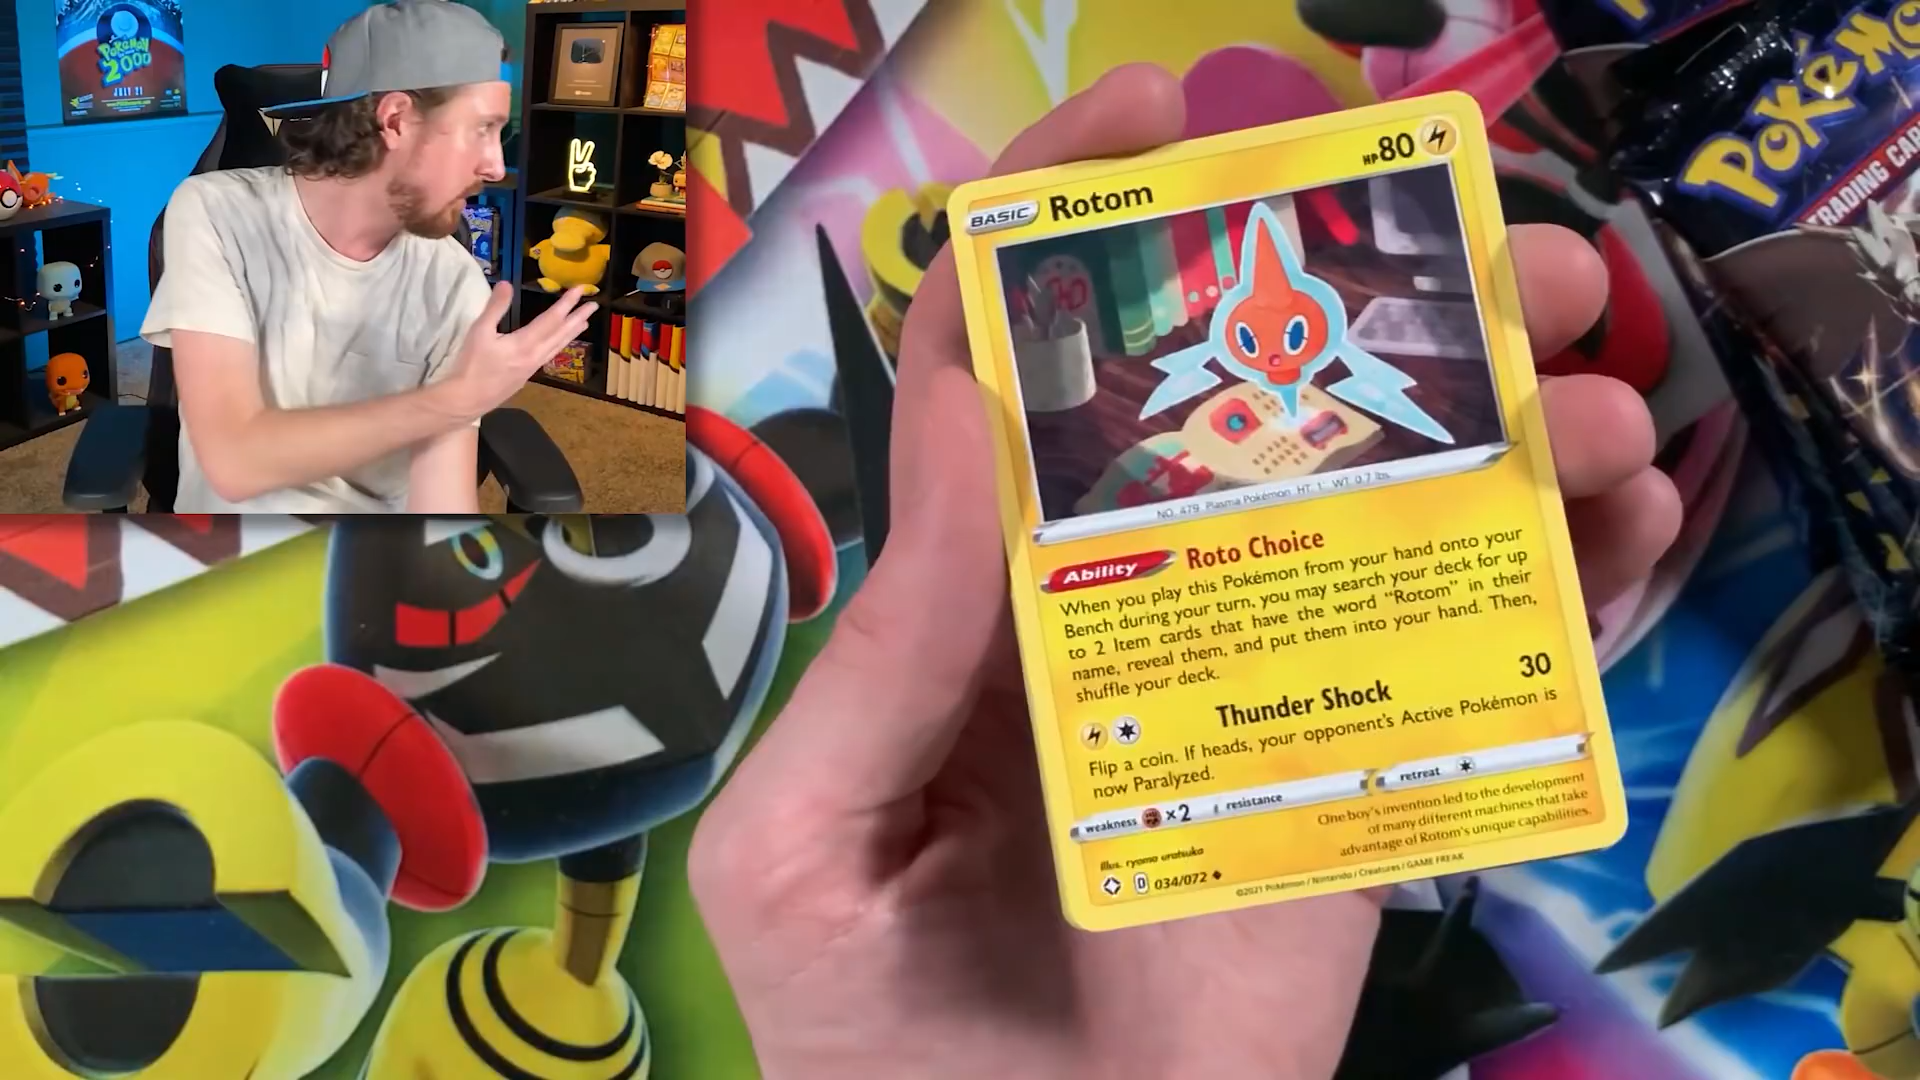 POKéMON
2000
JULY 21
BASIC Rotom HP 80
NO. 479 Plasma Pokémon HT. 1' WT. 0.7 lbs.
Ability Roto Choice
When you play this Pokémon from your hand onto your
Bench during your turn, you may search your deck for up
to 2 Item cards that have the word “Rotom” in their
name, reveal them, and put them into your hand. Then,
shuffle your deck.
Thunder Shock 30
Flip a coin. If heads, your opponent's Active Pokémon is
now Paralyzed.
weakness ×2 resistance retreat
One boy's invention led to the development
of many different machines that take
advantage of Rotom's unique capabilities.
Illus. ryoma uratsuka
D 034/072
©2021 Pokémon / Nintendo / Creatures / GAME FREAK
POKéMO
TRADING CAR